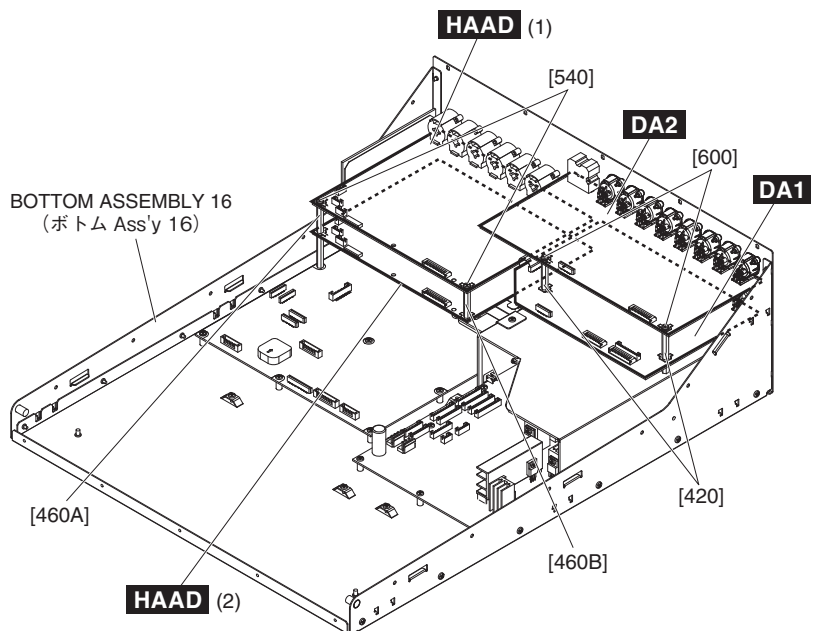 HAAD (1)
[540]
DA2
[600]
DA1
BOTTOM ASSEMBLY 16
(ボトム Ass'y 16)
[460A]
[420]
[460B]
HAAD (2)